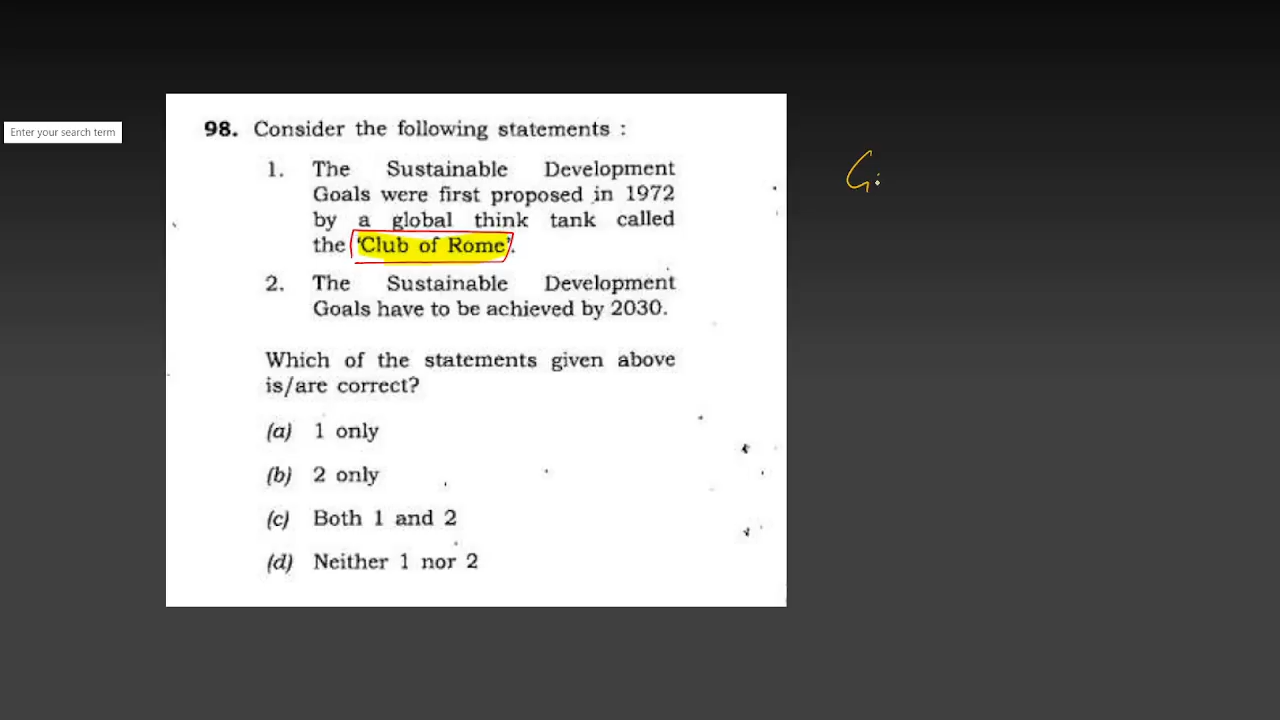 Enter your search term
98. Consider the following statements :
1. The Sustainable Development
Goals were first proposed in 1972
by a global think tank called
the 'Club of Rome'.
2. The Sustainable Development
Goals have to be achieved by 2030.
Which of the statements given above
is/are correct?
(a) 1 only
(b) 2 only
(c) Both 1 and 2
(d) Neither 1 nor 2